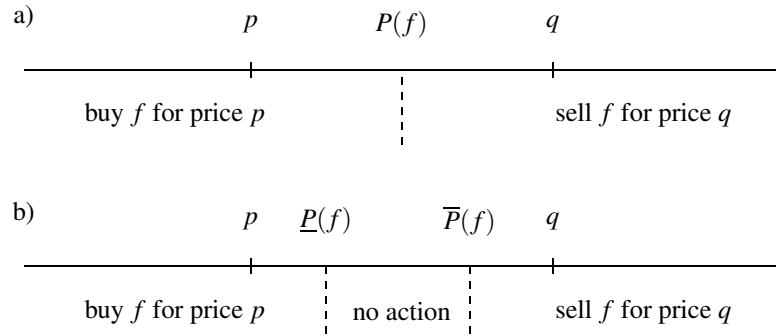 a)
p P(f) q
buy f for price p sell f for price q
b)
p P̲(f) P̅(f) q
buy f for price p no action sell f for price q